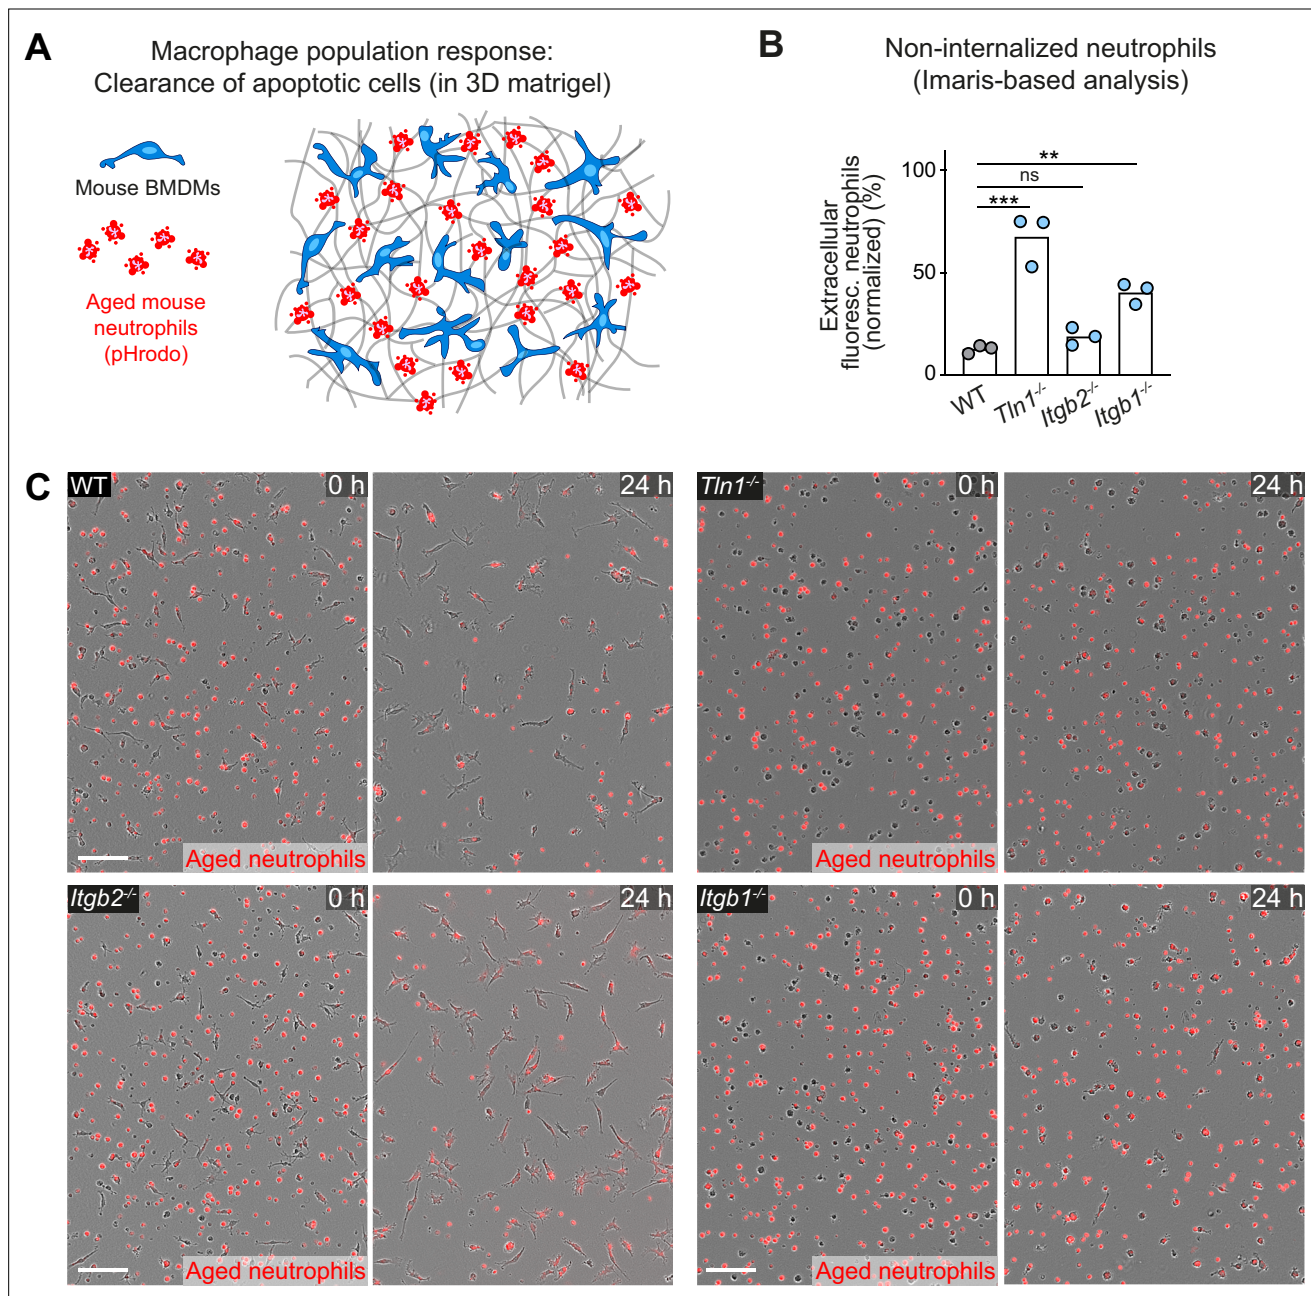 A
Macrophage population response:
Clearance of apoptotic cells (in 3D matrigel)
Mouse BMDMs
Aged mouse
neutrophils
(pHrodo)
B
Non-internalized neutrophils
(Imaris-based analysis)
Extracellular
fluoresc. neutrophils
(normalized) (%)
100
50
0
**
ns
***
WT
Tln1-/-
Itgb2-/-
Itgb1-/-
C
WT
0 h
24 h
Aged neutrophils
Tln1-/-
0 h
24 h
Aged neutrophils
Itgb2-/-
0 h
24 h
Aged neutrophils
Itgb1-/-
0 h
24 h
Aged neutrophils